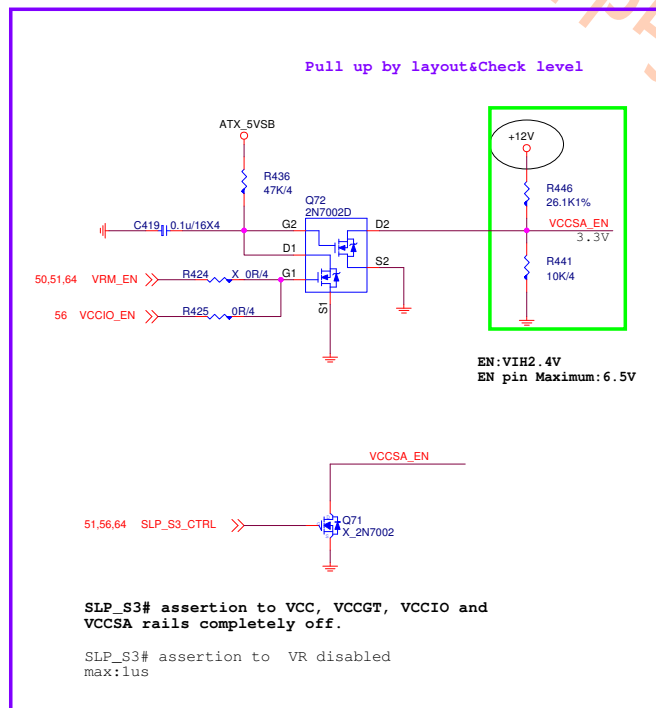 Pull up by layout&Check level
ATX_5VSB
+12V
R436
47K/4
R446
26.1K1%
Q72
2N7002D
C419
0.1u/16X4
G2
D2
VCCSA_EN
3.3V
D1
S2
R441
10K/4
50,51,64
VRM_EN
R424
X 0R/4
G1
56
VCCIO_EN
R425
0R/4
S1
EN:VIH2.4V
EN pin Maximum:6.5V
VCCSA_EN
51,56,64
SLP_S3_CTRL
Q71
X_2N7002
SLP_S3# assertion to VCC, VCCGT, VCCIO and
VCCSA rails completely off.
SLP_S3# assertion to VR disabled
max:1us